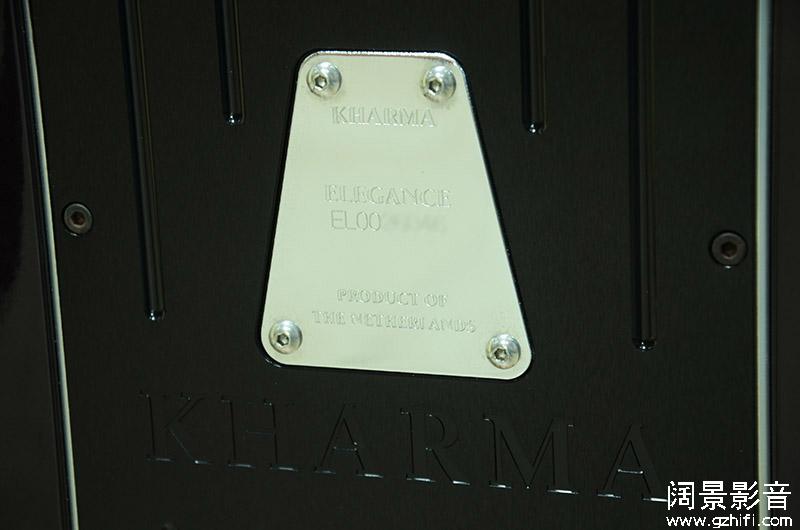 KHARMA
ELEGANCE
EL00
PRODUCT OF
THE NETHERLANDS
KHARMA
阔景影音
www.gzhifi.com